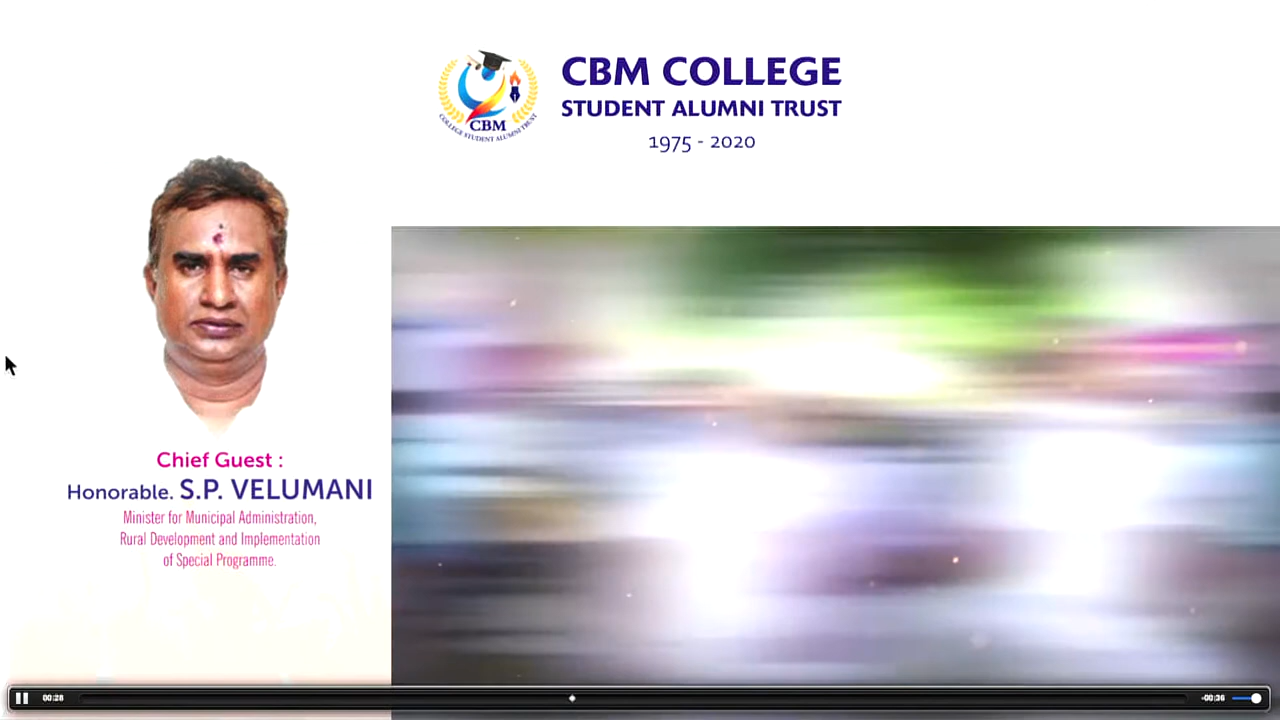 CBM COLLEGE
STUDENT ALUMNI TRUST
1975 - 2020
CBM
COLLEGE STUDENT ALUMNI TRUST
Chief Guest :
Honorable. S.P. VELUMANI
Minister for Municipal Administration,
Rural Development and Implementation
of Special Programme.
00:28
-00:36